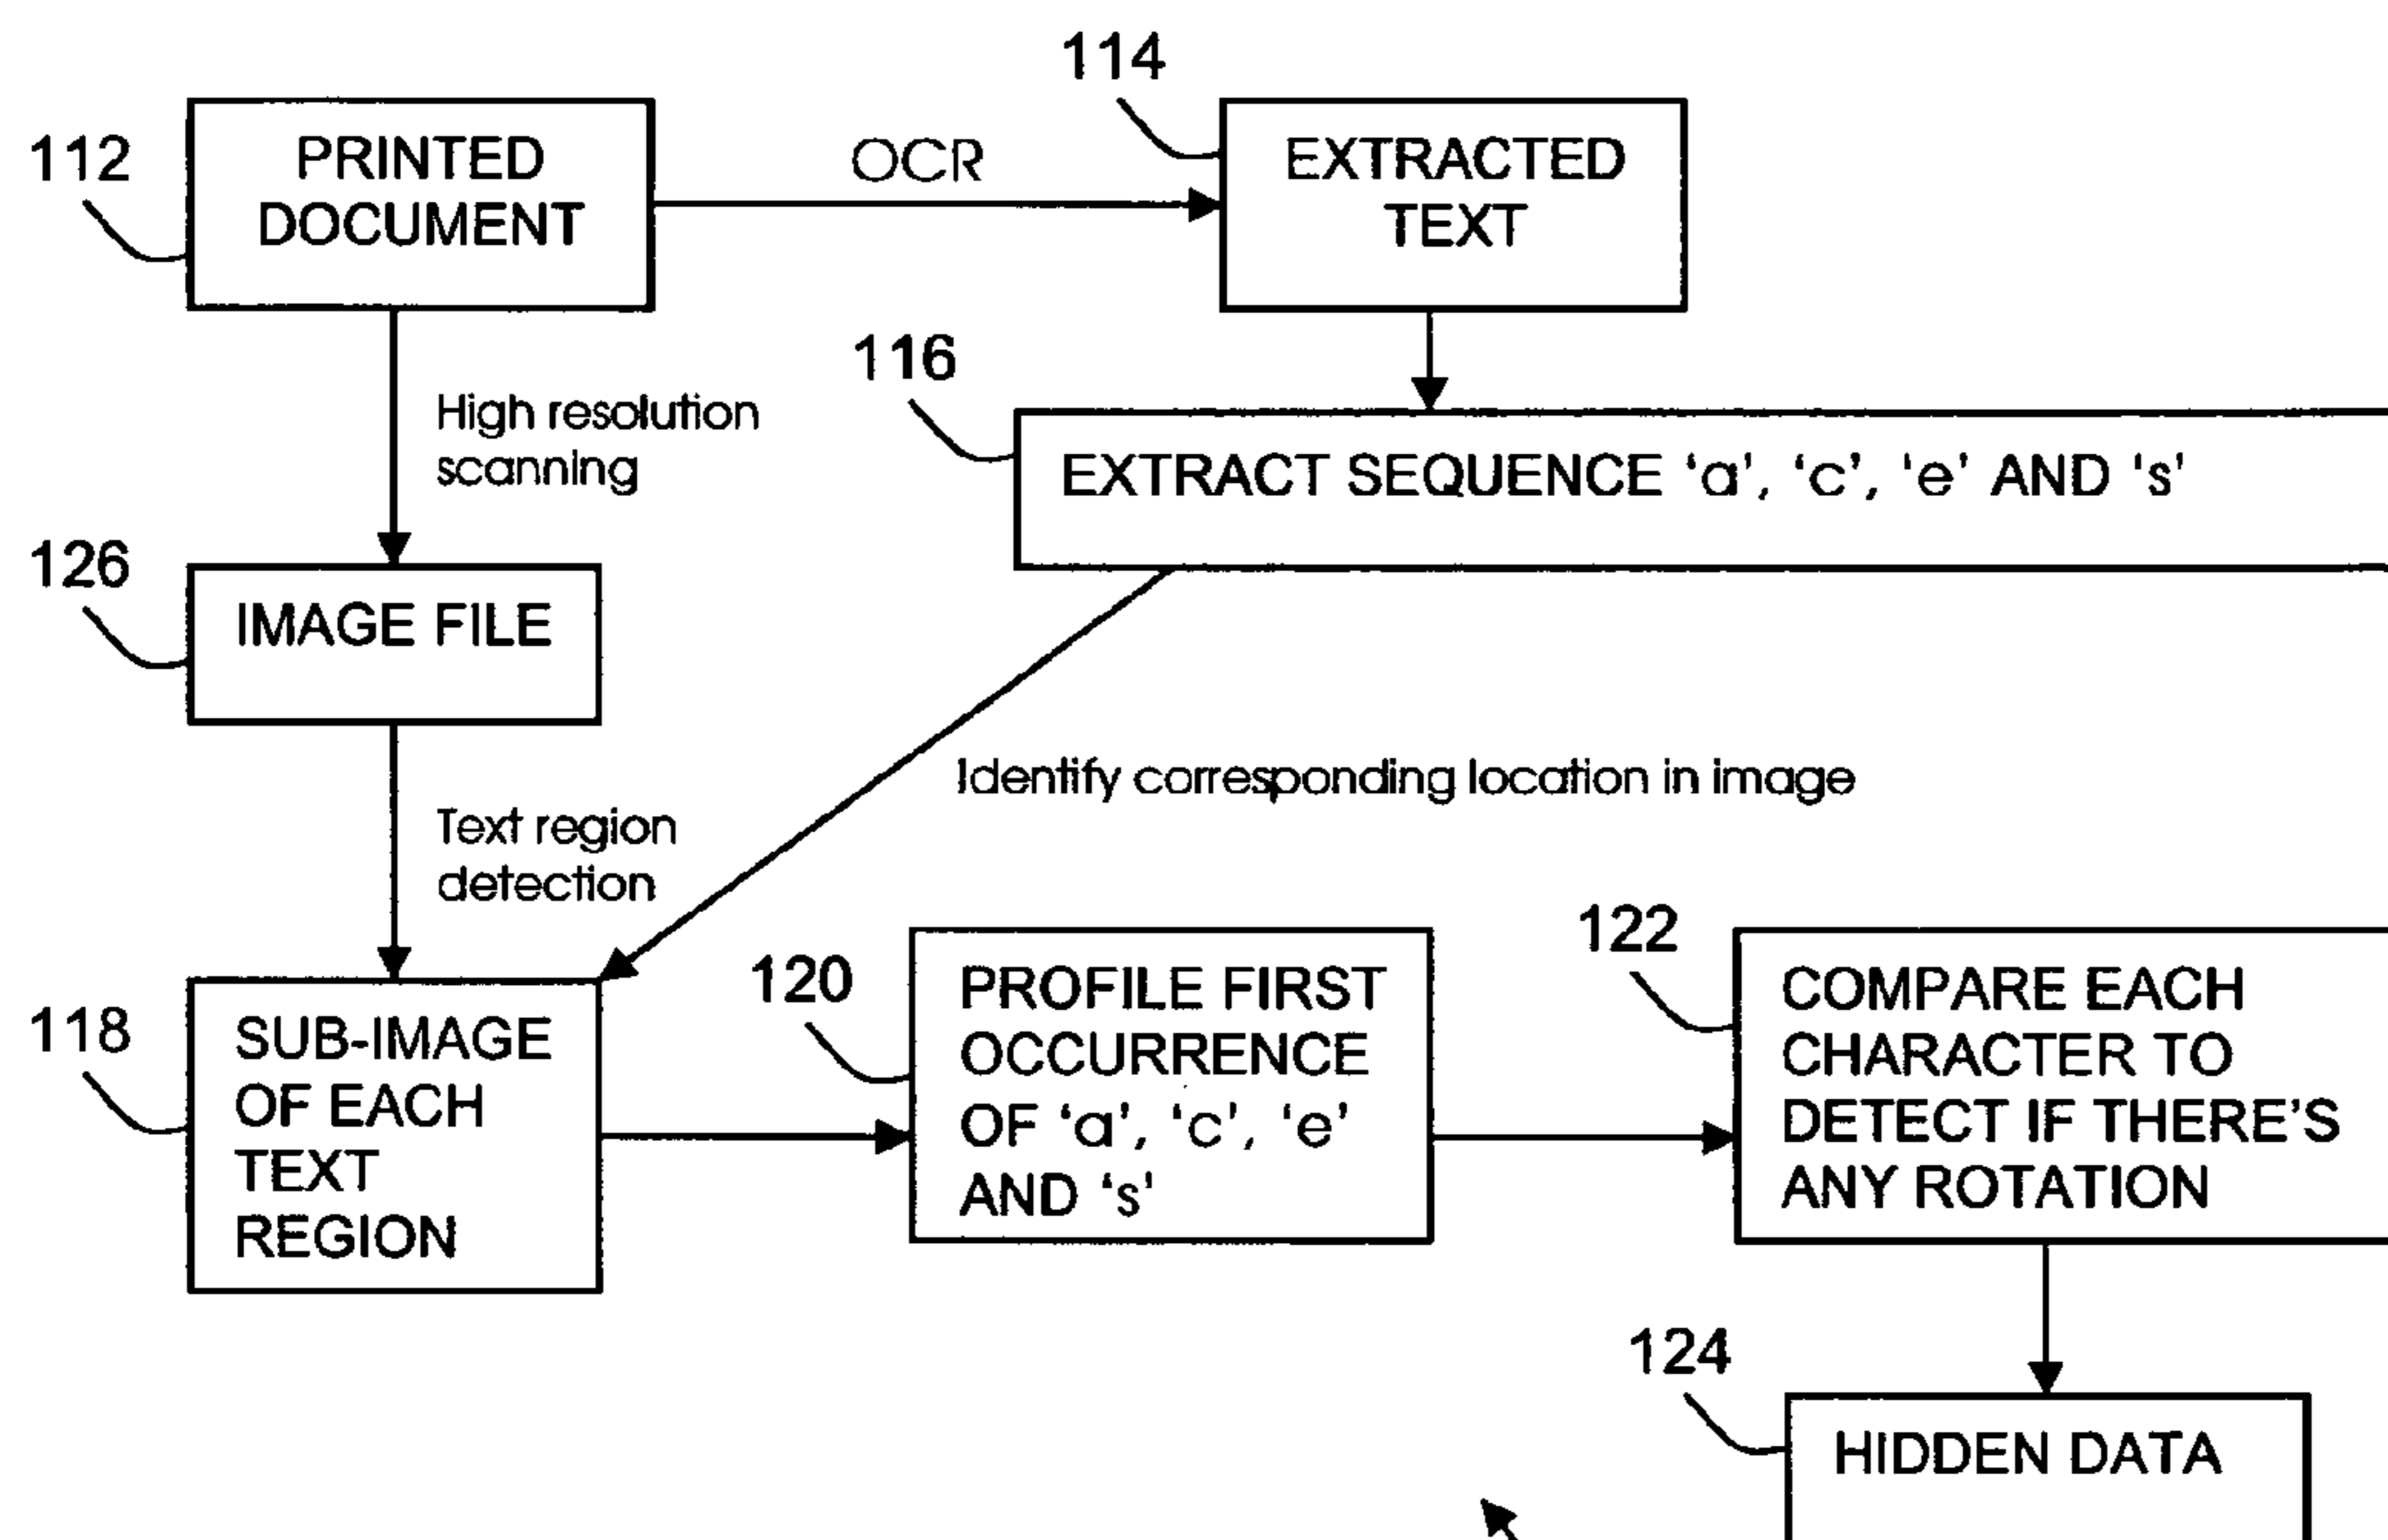 114
112
PRINTED
DOCUMENT
OCR
EXTRACTED
TEXT
116
High resolution
scanning
EXTRACT SEQUENCE ‘a’, ‘c’, ‘e’ AND ‘s’
126
IMAGE FILE
Identify corresponding location in image
Text region
detection
118
SUB-IMAGE
OF EACH
TEXT
REGION
120
PROFILE FIRST
OCCURRENCE
OF ‘a’, ‘c’, ‘e’
AND ‘s’
122
COMPARE EACH
CHARACTER TO
DETECT IF THERE’S
ANY ROTATION
124
HIDDEN DATA